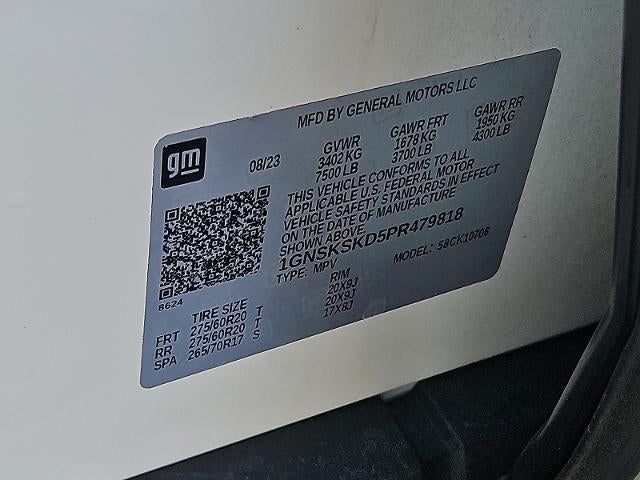 MFD BY GENERAL MOTORS LLC
gm
08/23
GVWR GAWR FRT GAWR RR
3402 KG 1678 KG 1950 KG
7500 LB 3700 LB 4300 LB
THIS VEHICLE CONFORMS TO ALL
APPLICABLE U.S. FEDERAL MOTOR
VEHICLE SAFETY STANDARDS IN EFFECT
ON THE DATE OF MANUFACTURE
SHOWN ABOVE.
1GNSKSKD5PR479818
TYPE: MPV MODEL: 58CK10706
8624
TIRE SIZE RIM
FRT 275/60R20 T 20X9J
RR 275/60R20 T 20X9J
SPA 265/70R17 S 17X8J